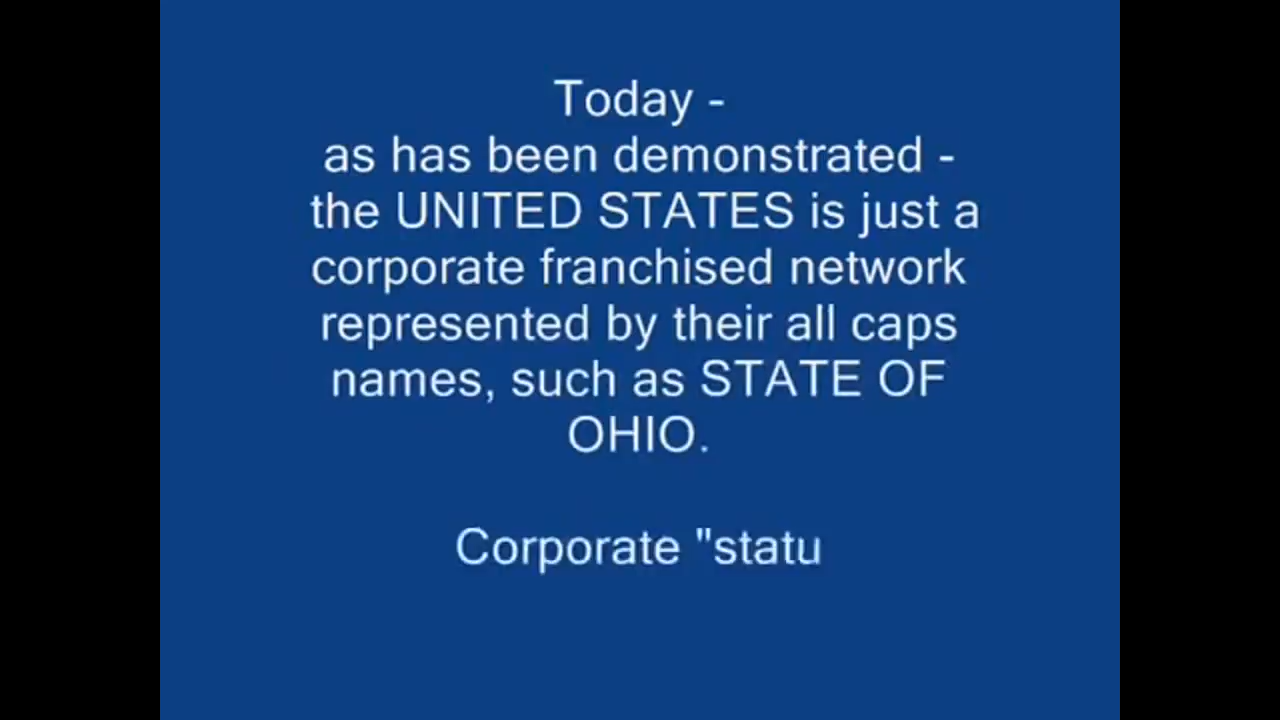 Today -
as has been demonstrated -
the UNITED STATES is just a
corporate franchised network
represented by their all caps
names, such as STATE OF
OHIO.
Corporate "statu